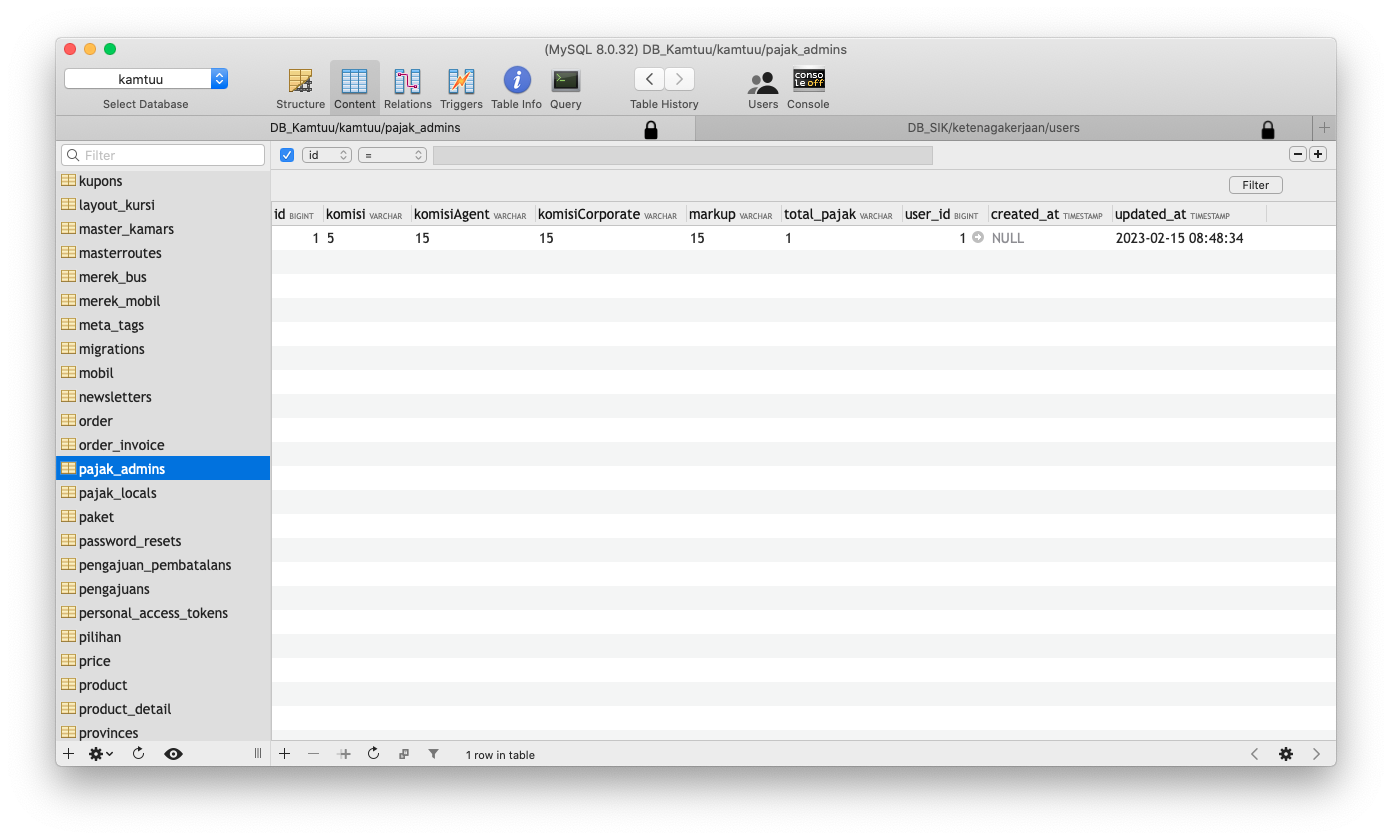 (MySQL 8.0.32) DB_Kamtuu/kamtuu/pajak_admins
kamtuu
Select Database
Structure Content Relations Triggers Table Info Query Table History Users Console
conso
leoff
DB_Kamtuu/kamtuu/pajak_admins
DB_SIK/ketenagakerjaan/users
Filter
id =
Filter
id BIGINT komisi VARCHAR komisiAgent VARCHAR komisiCorporate VARCHAR markup VARCHAR total_pajak VARCHAR user_id BIGINT created_at TIMESTAMP updated_at TIMESTAMP
1 5 15 15 15 1 1 NULL 2023-02-15 08:48:34
kupons
layout_kursi
master_kamars
masterroutes
merek_bus
merek_mobil
meta_tags
migrations
mobil
newsletters
order
order_invoice
pajak_admins
pajak_locals
paket
password_resets
pengajuan_pembatalans
pengajuans
personal_access_tokens
pilihan
price
product
product_detail
provinces
1 row in table